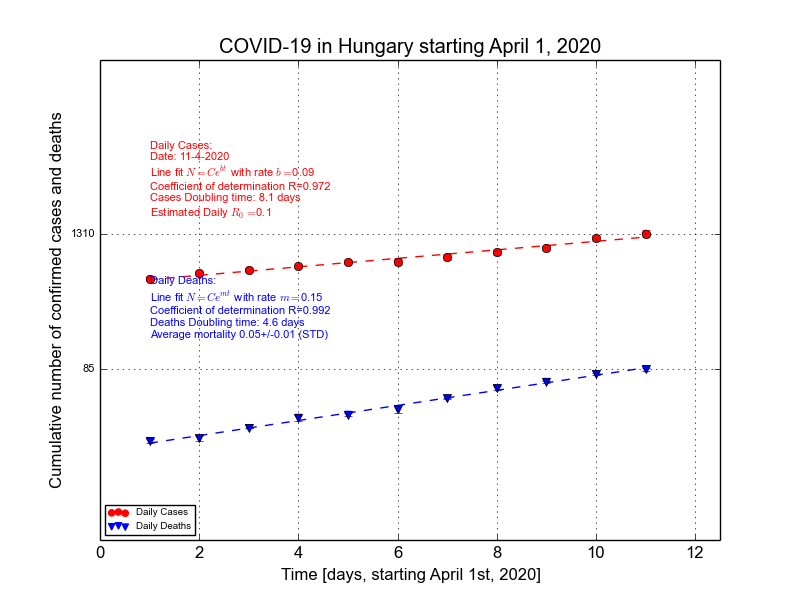 COVID-19 in Hungary starting April 1, 2020
Cumulative number of confirmed cases and deaths
Daily Cases:
Date: 11-4-2020
Line fit N=Ce^{bt} with rate b=0.09
Coefficient of determination R=0.972
Cases Doubling time: 8.1 days
Estimated Daily R_0=0.1
1310
Daily Deaths:
Line fit N=Ce^{mt} with rate m=0.15
Coefficient of determination R=0.992
Deaths Doubling time: 4.6 days
Average mortality 0.05+/-0.01 (STD)
85
Daily Cases
Daily Deaths
0 2 4 6 8 10 12
Time [days, starting April 1st, 2020]